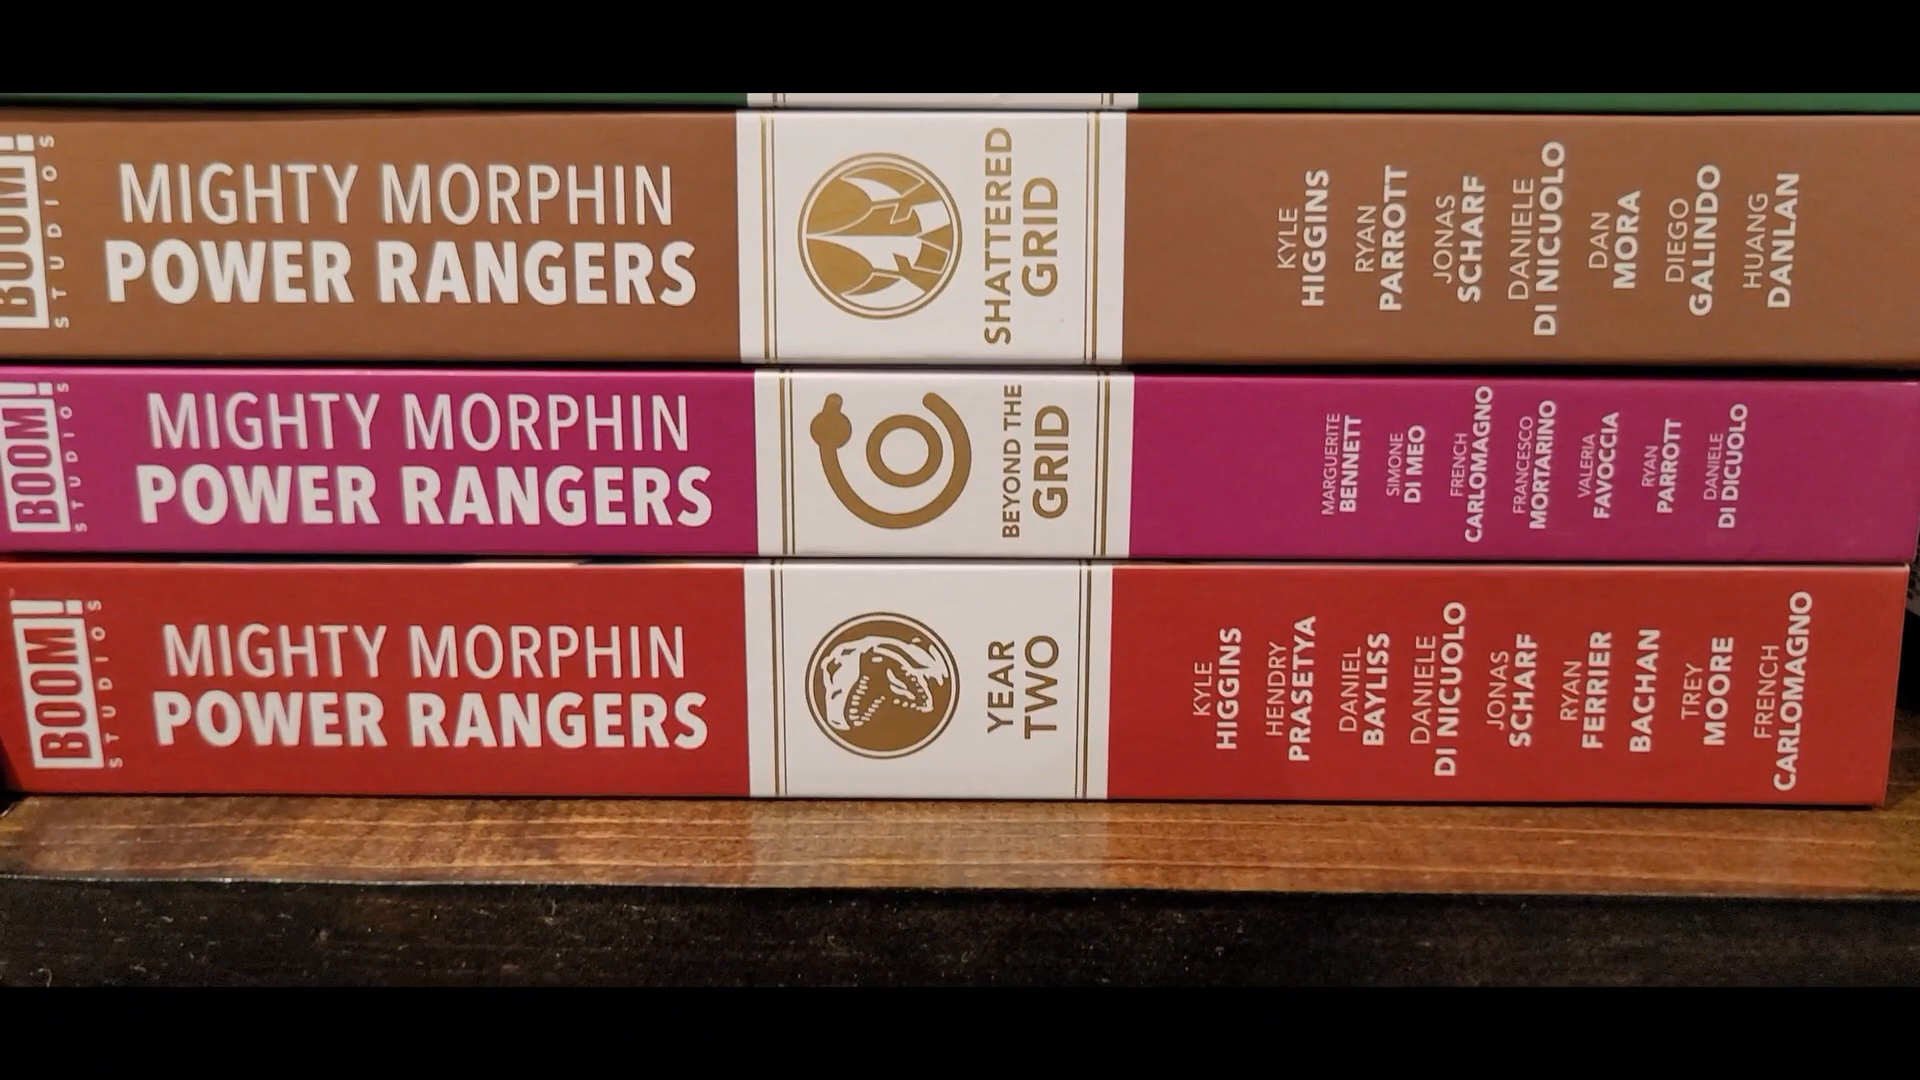 BOOM!
STUDIOS
MIGHTY MORPHIN
POWER RANGERS
SHATTERED
GRID
KYLE
HIGGINS
RYAN
PARROTT
JONAS
SCHARF
DANIELE
DI NICUOLO
DAN
MORA
DIEGO
GALINDO
HUANG
DANLAN
BOOM!
STUDIOS
MIGHTY MORPHIN
POWER RANGERS
BEYOND THE
GRID
MARGUERITE
BENNETT
SIMONE
DI MEO
FRENCH
CARLOMAGNO
FRANCESCO
MORTARINO
VALERIA
FAVOCCIA
RYAN
PARROTT
DANIELE
DI DICUOLO
BOOM!
STUDIOS
MIGHTY MORPHIN
POWER RANGERS
YEAR
TWO
KYLE
HIGGINS
HENDRY
PRASETYA
DANIEL
BAYLISS
DANIELE
DI NICUOLO
JONAS
SCHARF
RYAN
FERRIER
BACHAN
TREY
MOORE
FRENCH
CARLOMAGNO